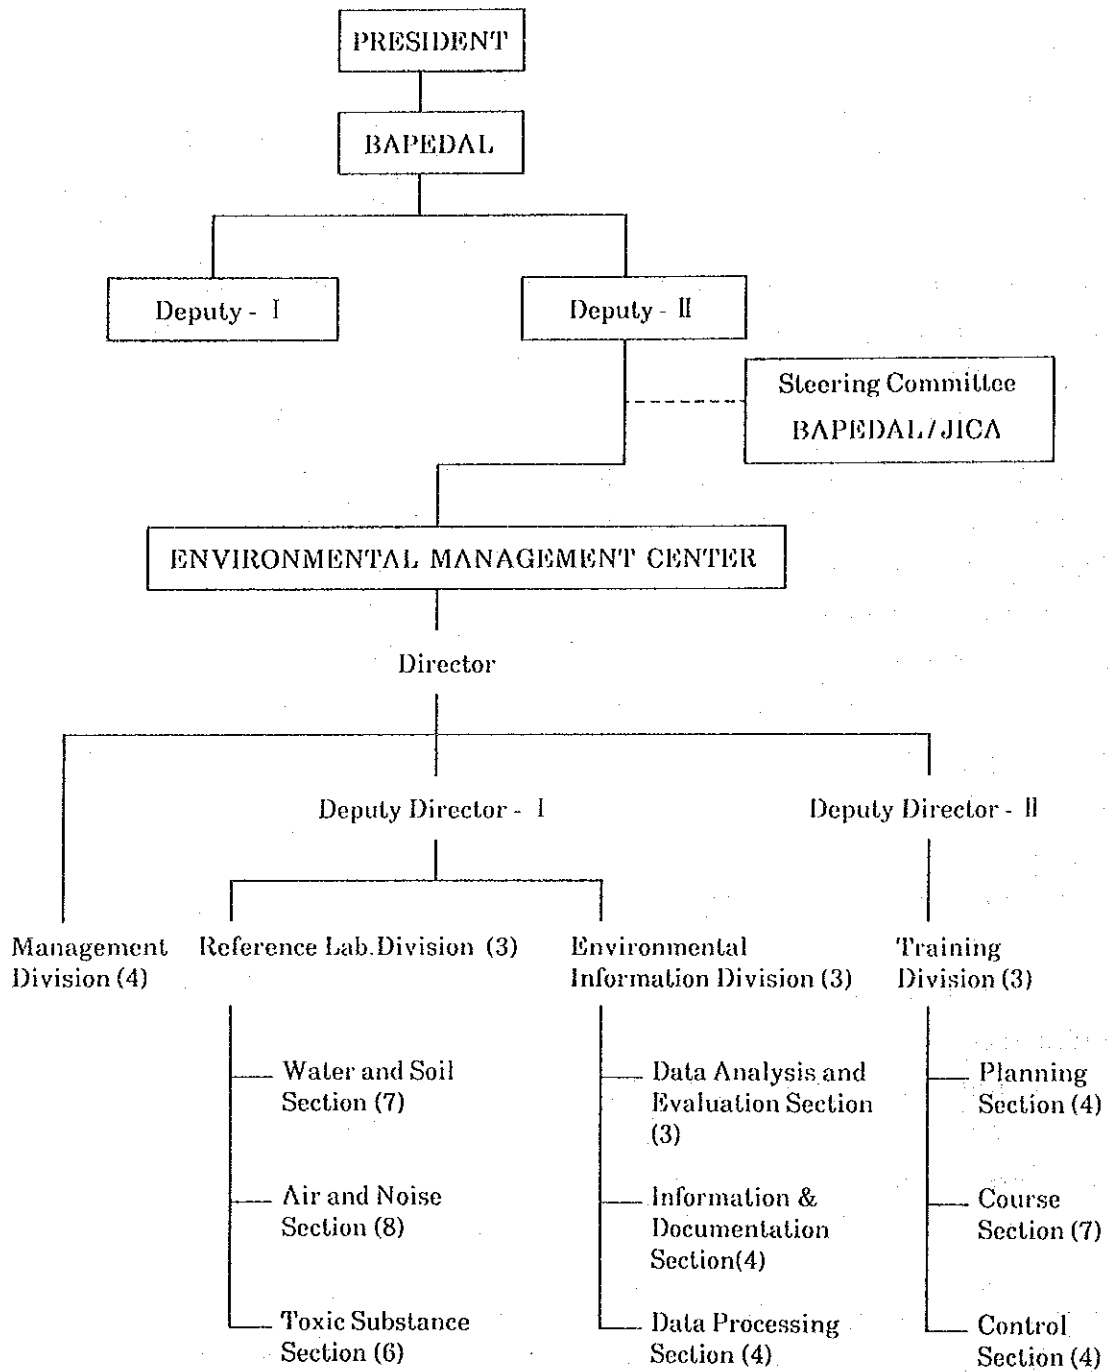 PRESIDENT
BAPEDAL
Deputy - I
Deputy - II
Steering Committee
BAPEDAL/JICA
ENVIRONMENTAL MANAGEMENT CENTER
Director
Deputy Director - I
Deputy Director - II
Management
Division (4)
Reference Lab.Division (3)
Environmental
Information Division (3)
Training
Division (3)
Water and Soil
Section (7)
Air and Noise
Section (8)
Toxic Substance
Section (6)
Data Analysis and
Evaluation Section
(3)
Information &
Documentation
Section(4)
Data Processing
Section (4)
Planning
Section (4)
Course
Section (7)
Control
Section (4)